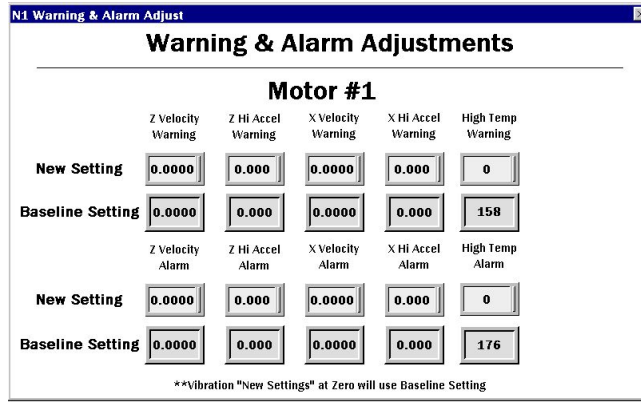 N1 Warning & Alarm Adjust
Warning & Alarm Adjustments
Motor #1
Z Velocity Warning Z Hi Accel Warning X Velocity Warning X Hi Accel Warning High Temp Warning
New Setting 0.0000 0.000 0.0000 0.000 0
Baseline Setting 0.0000 0.000 0.0000 0.000 158
Z Velocity Alarm Z Hi Accel Alarm X Velocity Alarm X Hi Accel Alarm High Temp Alarm
New Setting 0.0000 0.000 0.0000 0.000 0
Baseline Setting 0.0000 0.000 0.0000 0.000 176
**Vibration "New Settings" at Zero will use Baseline Setting